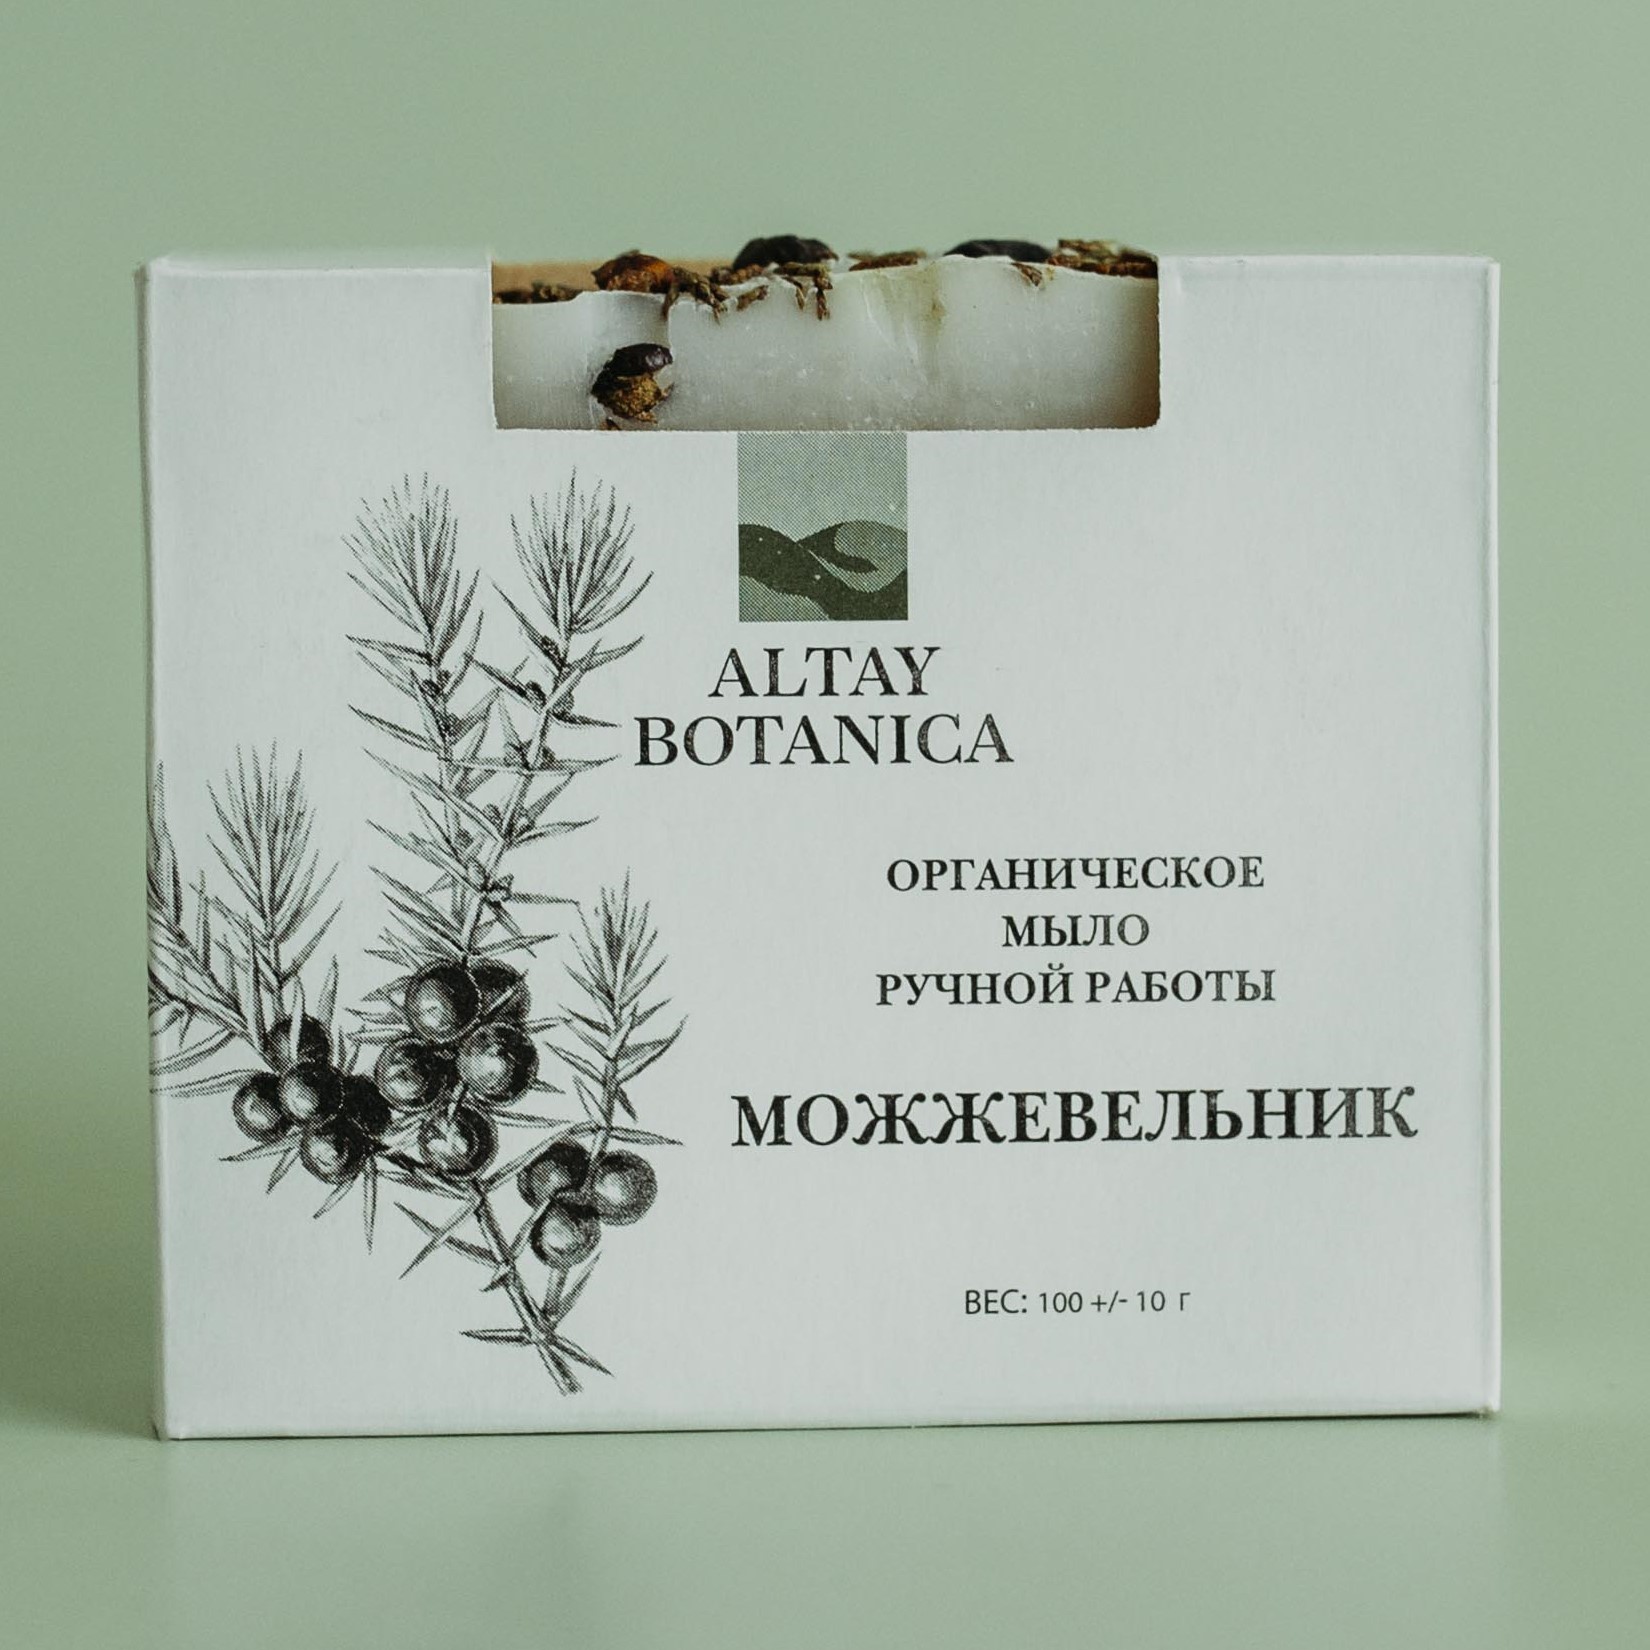 ALTAY
BOTANICA
ОРГАНИЧЕСКОЕ
МЫЛО
РУЧНОЙ РАБОТЫ
МОЖЖЕВЕЛЬНИК
ВЕС: 100 +/- 10 г